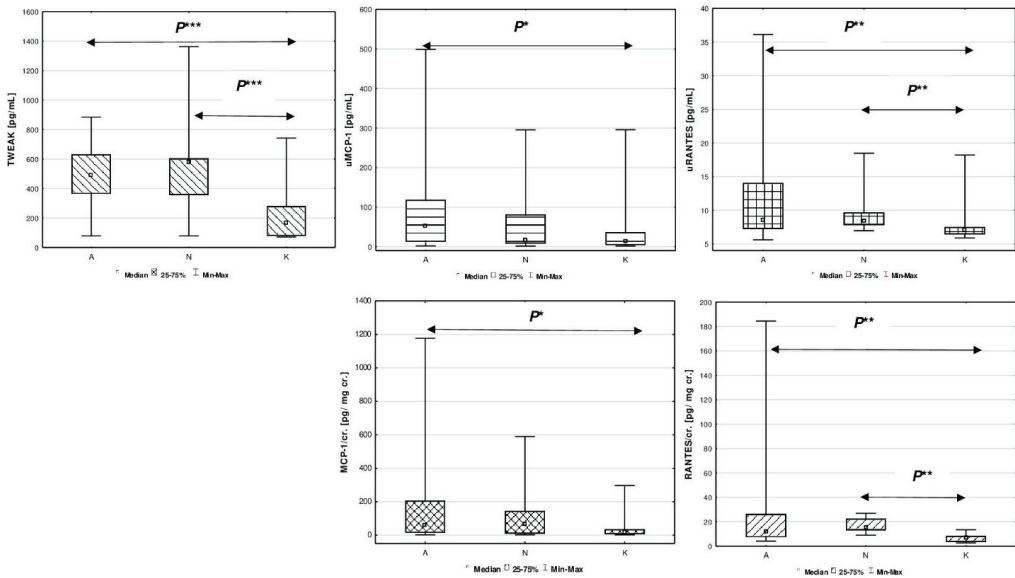 1600
1400
1200
1000
800
600
400
200
0
TWEAK [pg/mL]
P***
P***
A N K
Median 25-75% Min-Max
600
500
400
300
200
100
0
uMCP-1 [pg/mL]
P*
A N K
Median 25-75% Min-Max
40
35
30
25
20
15
10
5
uRANTES [pg/mL]
P**
P**
A N K
Median 25-75% Min-Max
1400
1200
1000
800
600
400
200
0
MCP-1/cr. [pg/ mg cr.]
P*
A N K
Median 25-75% Min-Max
200
180
160
140
120
100
80
60
40
20
0
RANTES/cr. [pg/ mg cr.]
P**
P**
A N K
Median 25-75% Min-Max